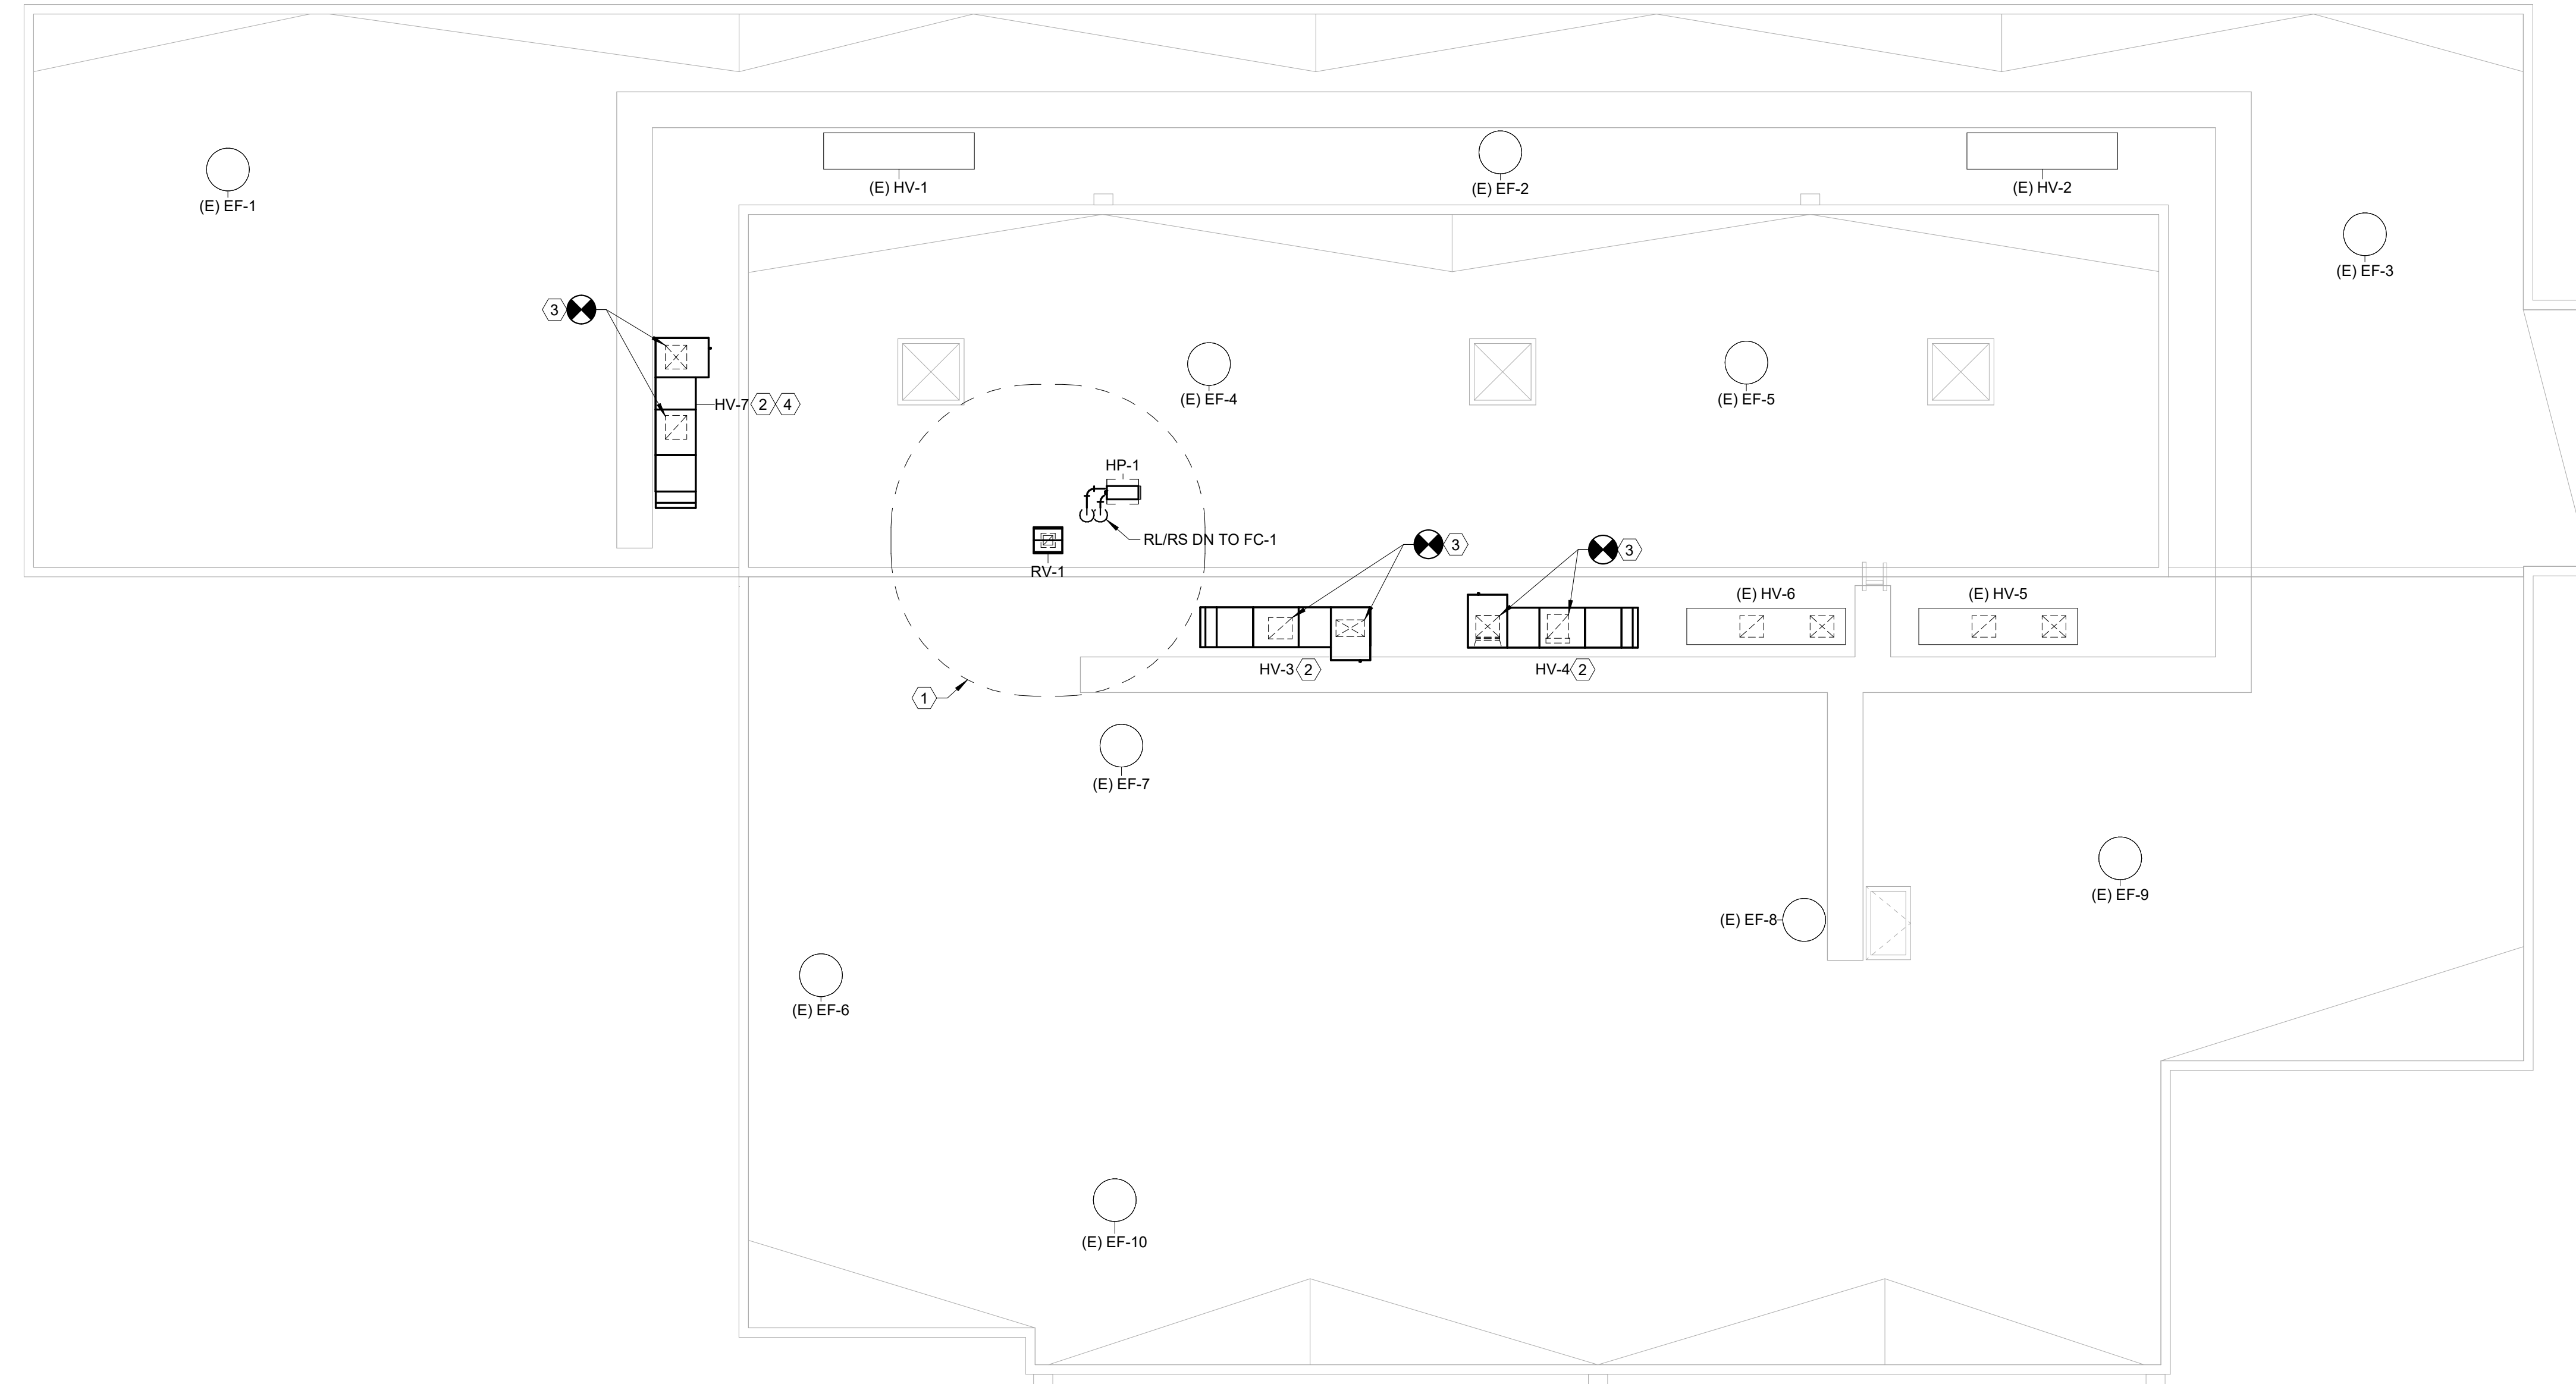 (E) HV-1
(E) EF-2
(E) HV-2
(E) EF-1
(E) EF-3
3
(E) EF-4
(E) EF-5
HV-7 2 4
HP-1
RL/RS DN TO FC-1
3
3
RV-1
(E) HV-6
(E) HV-5
HV-3 2
HV-4 2
1
(E) EF-7
(E) EF-9
(E) EF-8
(E) EF-6
(E) EF-10